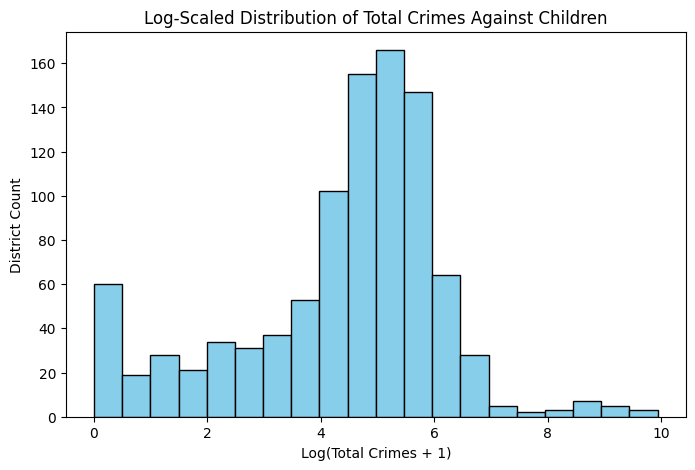 Log-Scaled Distribution of Total Crimes Against Children
160
140
120
100
80
60
40
20
0
District Count
0 2 4 6 8 10
Log(Total Crimes + 1)